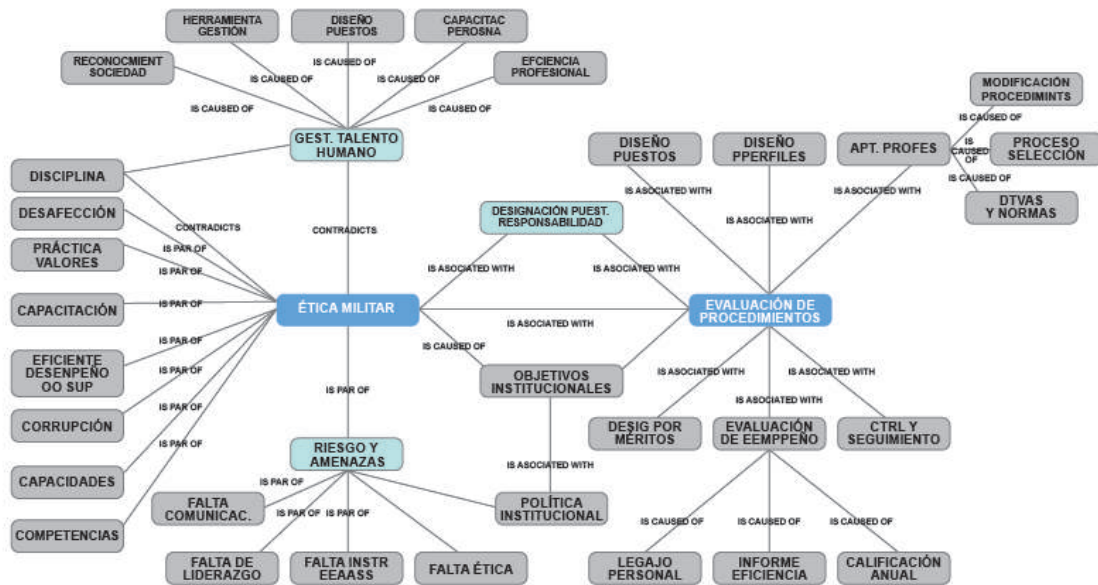 HERRAMIENTA
GESTIÓN
DISEÑO
PUESTOS
CAPACITAC
PEROSNA
RECONOCMIENT
SOCIEDAD
IS CAUSED OF
IS CAUSED OF
IS CAUSED OF
EFCIENCIA
PROFESIONAL
IS CAUSED OF
IS CAUSED OF
GEST. TALENTO
HUMANO
MODIFICACIÓN
PROCEDIMINTS
IS CAUSED OF
DISEÑO
PUESTOS
DISEÑO
PPERFILES
APT. PROFES
IS
CAUSED
OF
PROCESO
SELECCIÓN
IS CAUSED OF
DTVAS
Y NORMAS
IS ASOCIATED WITH
IS ASOCIATED WITH
IS ASOCIATED WITH
DISCIPLINA
DESAFECCIÓN
PRÁCTICA
VALORES
CAPACITACIÓN
EFICIENTE
DESENPEÑO
OO SUP
CORRUPCIÓN
CAPACIDADES
COMPETENCIAS
CONTRADICTS
IS PAR OF
IS PAR OF
IS PAR OF
IS PAR OF
IS PAR OF
IS PAR OF
IS PAR OF
CONTRADICTS
DESIGNACIÓN PUEST.
RESPONSABILIDAD
IS ASOCIATED WITH
IS ASOCIATED WITH
ÉTICA MILITAR
EVALUACIÓN DE
PROCEDIMIENTOS
IS ASOCIATED WITH
IS CAUSED OF
OBJETIVOS
INSTITUCIONALES
IS PAR OF
IS ASOCIATED WITH
IS ASOCIATED WITH
IS ASOCIATED WITH
DESIG POR
MÉRITOS
EVALUACIÓN
DE EEMPPEÑO
CTRL Y
SEGUIMIENTO
RIESGO Y
AMENAZAS
IS ASOCIATED WITH
IS PAR OF
IS PAR OF
IS PAR OF
FALTA
COMUNICAC.
POLÍTICA
INSTITUCIONAL
FALTA DE
LIDERAZGO
FALTA INSTR
EEAASS
FALTA ÉTICA
IS CAUSED OF
IS CAUSED OF
IS CAUSED OF
LEGAJO
PERSONAL
INFORME
EFICIENCIA
CALIFICACIÓN
ANUAL